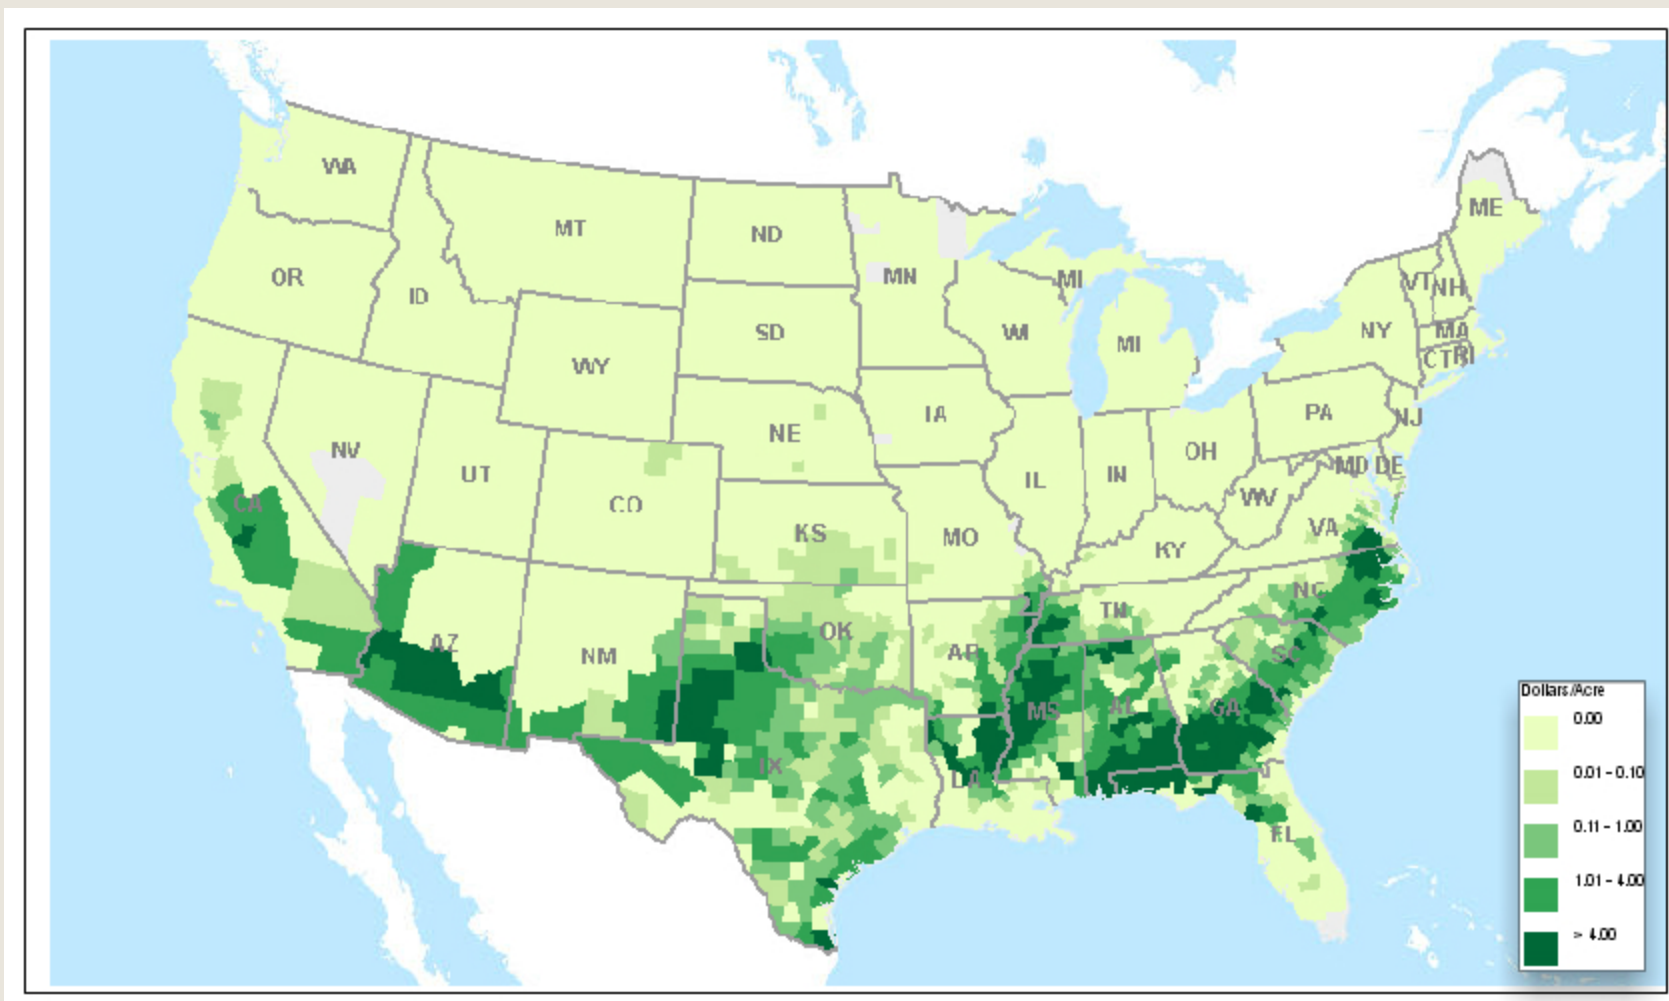 WA
MT
ND
ME
OR
ID
MN
MI
VT
NH
SD
WI
NY
MA
WY
MI
CT
RI
IA
PA
NJ
NE
NV
UT
OH
MD
DE
IL
IN
WV
CA
CO
KS
MO
VA
KY
NC
TN
OK
AZ
NM
AR
SC
MS
AL
GA
TX
LA
FL
Dollars/Acre
0.00
0.01 - 0.10
0.11 - 1.00
1.01 - 4.00
> 4.00